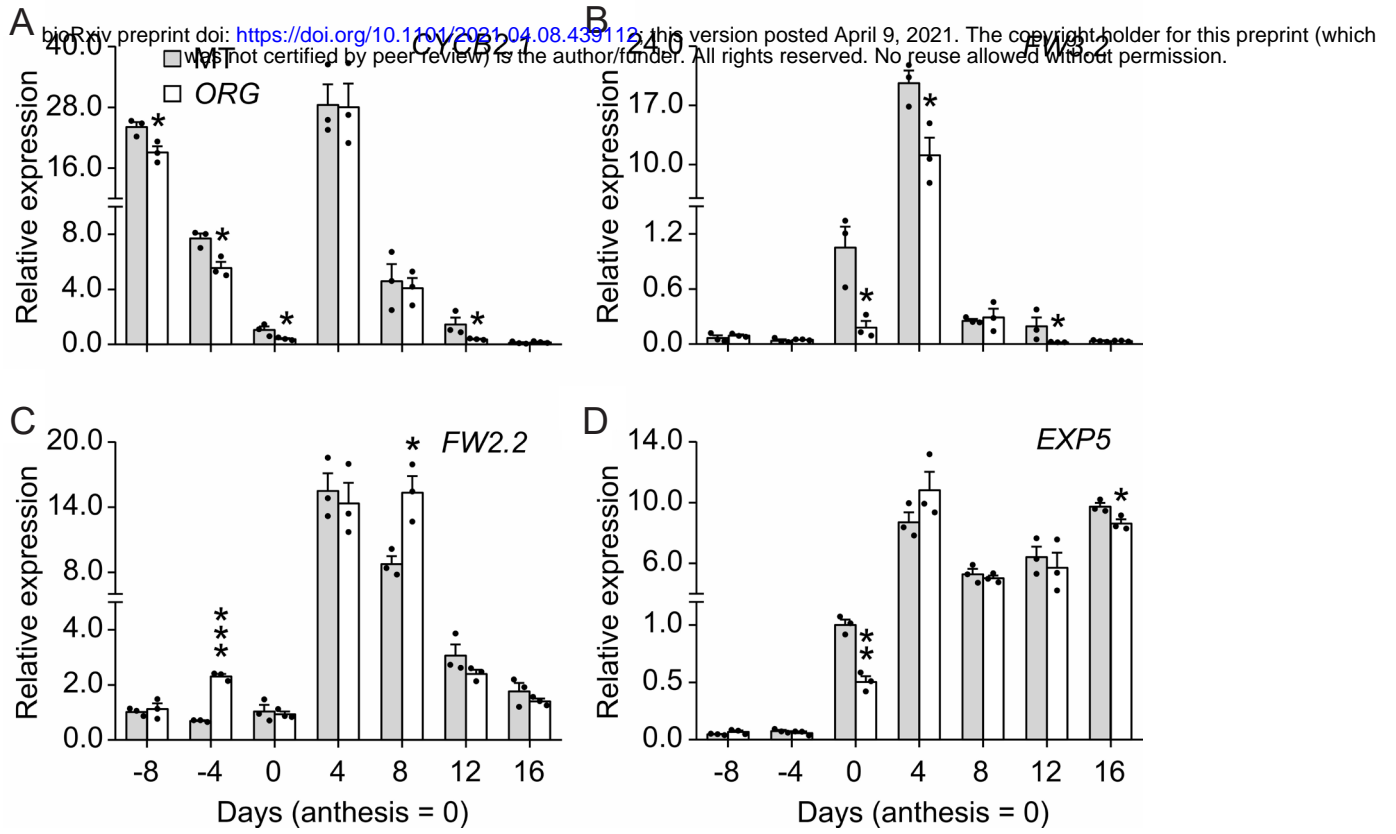 A
B
bioRxiv preprint doi: https://doi.org/10.1101/2021.04.08.439112; this version posted April 9, 2021. The copyright holder for this preprint (which
was not certified by peer review) is the author/funder. All rights reserved. No reuse allowed without permission.
CYCB2.1
FW3.2
MT
ORG
40.0
28.0
16.0
8.0
4.0
0.0
Relative expression
* * * *
24.0
17.0
10.0
1.2
0.6
0.0
Relative expression
* * *
C
FW2.2
20.0
14.0
8.0
4.0
2.0
0.0
Relative expression
*** *
-8 -4 0 4 8 12 16
Days (anthesis = 0)
D
EXP5
14.0
10.0
6.0
1.0
0.5
0.0
Relative expression
** *
-8 -4 0 4 8 12 16
Days (anthesis = 0)